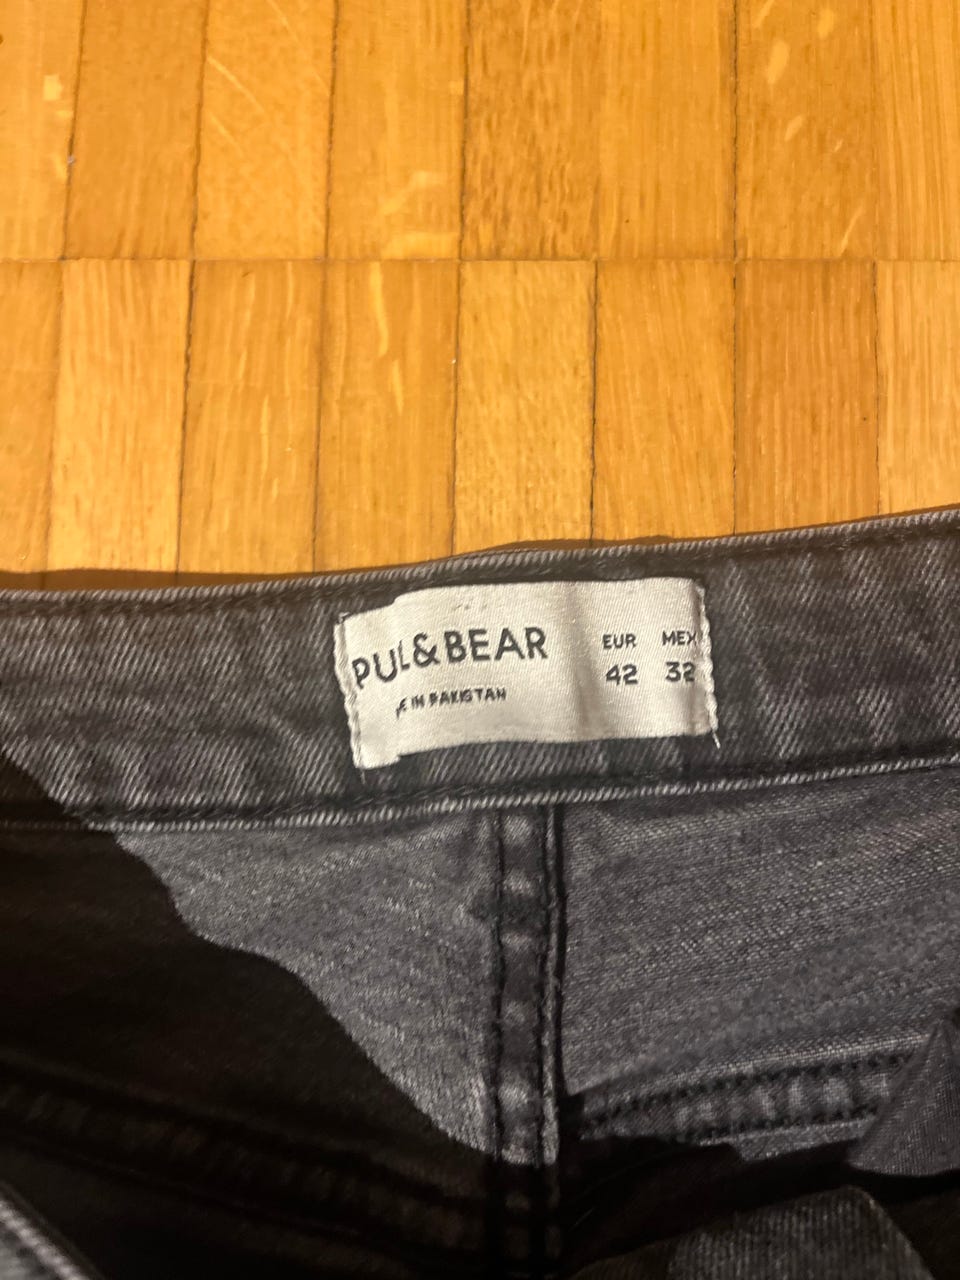 PUL&BEAR
E IN PAKISTAN
EUR MEX
42 32